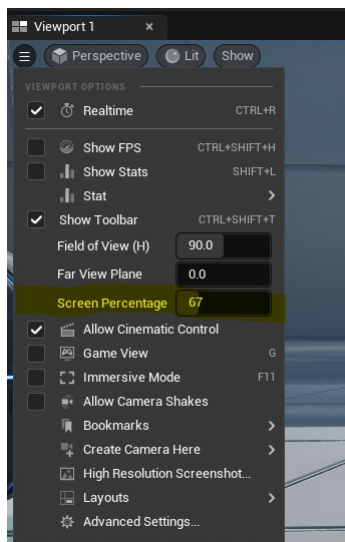 Viewport 1 ×
Perspective Lit Show
VIEWPORT OPTIONS
Realtime CTRL+R
Show FPS CTRL+SHIFT+H
Show Stats SHIFT+L
Stat
Show Toolbar CTRL+SHIFT+T
Field of View (H) 90.0
Far View Plane 0.0
Screen Percentage 67
Allow Cinematic Control
Game View G
Immersive Mode F11
Allow Camera Shakes
Bookmarks
Create Camera Here
High Resolution Screenshot...
Layouts
Advanced Settings...